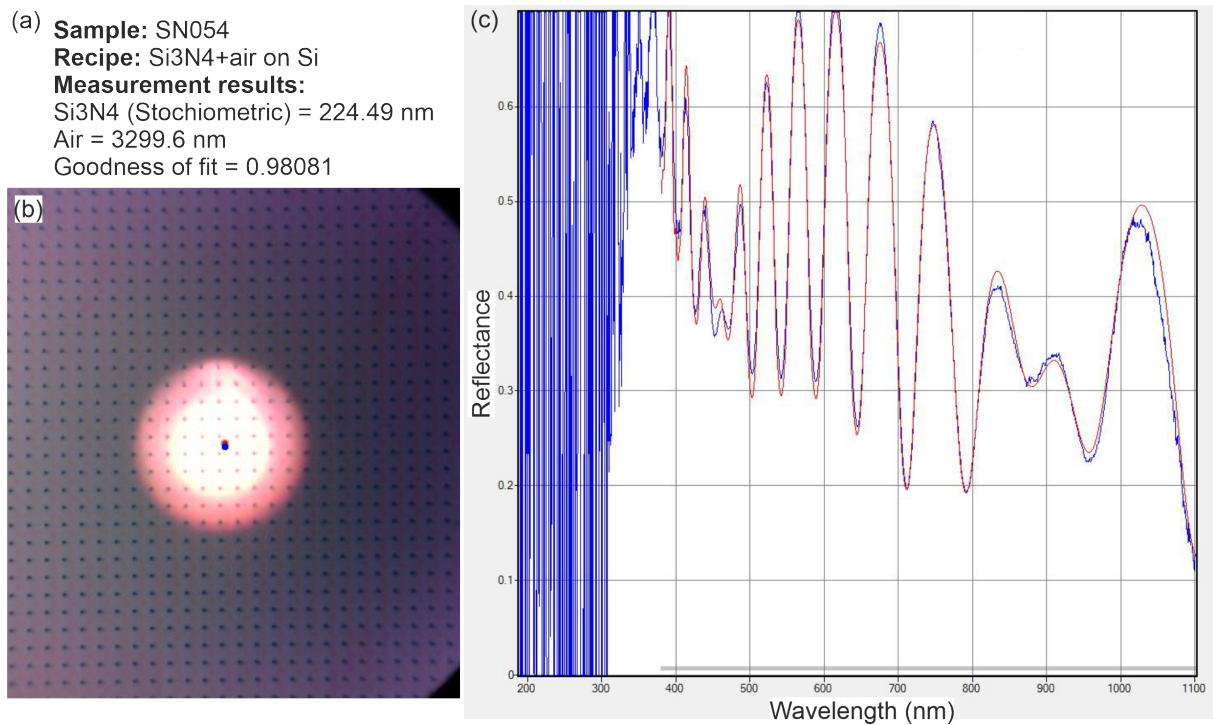 (a)
Sample: SN054
Recipe: Si3N4+air on Si
Measurement results:
Si3N4 (Stochiometric) = 224.49 nm
Air = 3299.6 nm
Goodness of fit = 0.98081
(b)
(c)
Reflectance
0.6
0.5
0.4
0.3
0.2
0.1
0
200 300 400 500 600 700 800 900 1000 1100
Wavelength (nm)